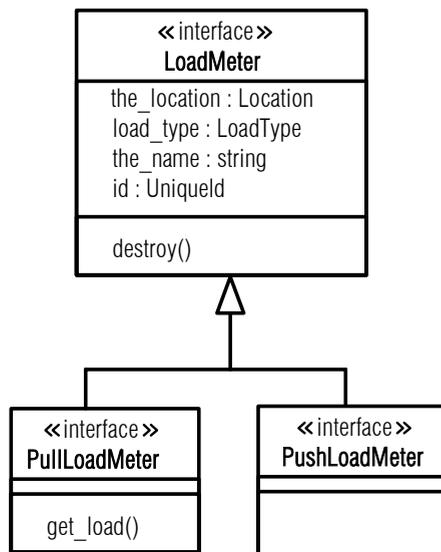 «interface»
LoadMeter
the_location : Location
load_type : LoadType
the_name : string
id : UniqueId
destroy()
«interface»
PullLoadMeter
get_load()
«interface»
PushLoadMeter